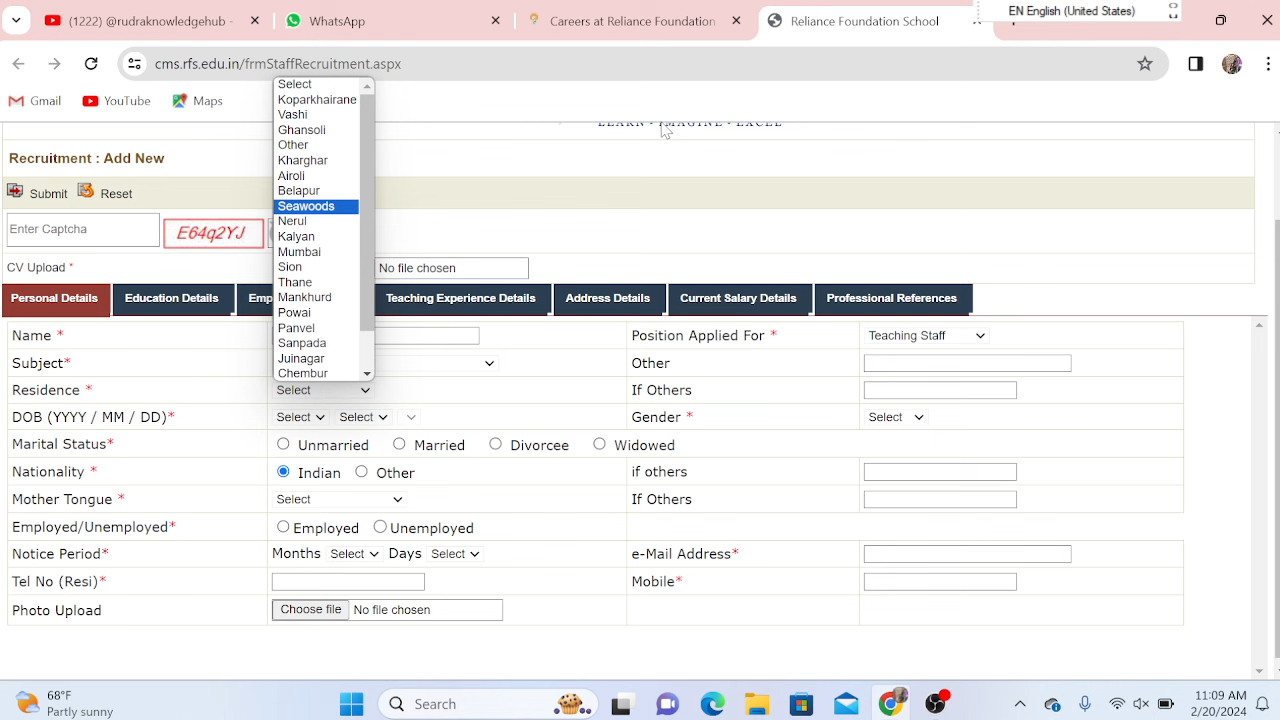 (1222) @rudraknowledgehub -
WhatsApp
Careers at Reliance Foundation
Reliance Foundation School
EN English (United States)
cms.rfs.edu.in/frmStaffRecruitment.aspx
Gmail YouTube Maps
LEARN • IMAGINE • EXCEL
Recruitment : Add New
Submit Reset
Enter Captcha E64q2YJ
CV Upload * No file chosen
Select
Koparkhairane
Vashi
Ghansoli
Other
Kharghar
Airoli
Belapur
Seawoods
Nerul
Kalyan
Mumbai
Sion
Thane
Mankhurd
Powai
Panvel
Sanpada
Juinagar
Chembur
Personal Details Education Details Emp Teaching Experience Details Address Details Current Salary Details Professional References
Name * Position Applied For * Teaching Staff
Subject* Other
Residence * Select If Others
DOB (YYYY / MM / DD)* Select Select Gender * Select
Marital Status* Unmarried Married Divorcee Widowed
Nationality * Indian Other if others
Mother Tongue * Select If Others
Employed/Unemployed* Employed Unemployed
Notice Period* Months Select Days Select e-Mail Address*
Tel No (Resi)* Mobile*
Photo Upload Choose file No file chosen
68°F
Partly sunny
Search
11:09 AM
2/20/2024